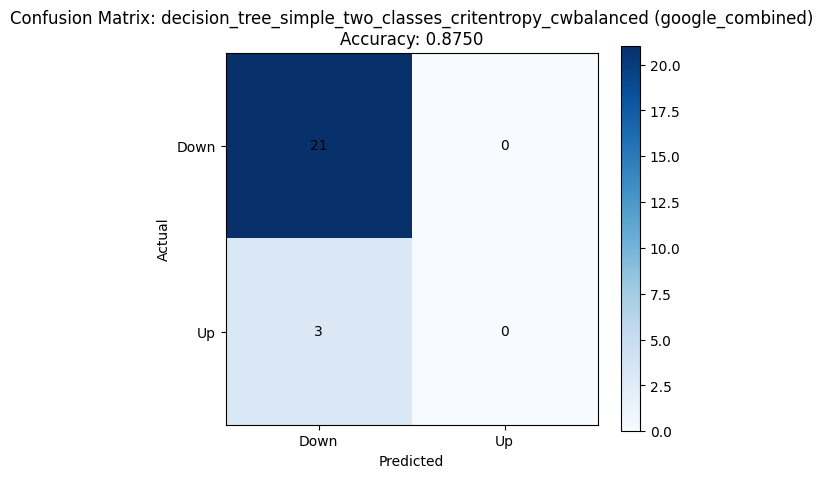 Confusion Matrix: decision_tree_simple_two_classes_critentropy_cwbalanced (google_combined)
Accuracy: 0.8750
Actual
Down
Up
21
0
3
0
Down
Up
Predicted
20.0
17.5
15.0
12.5
10.0
7.5
5.0
2.5
0.0